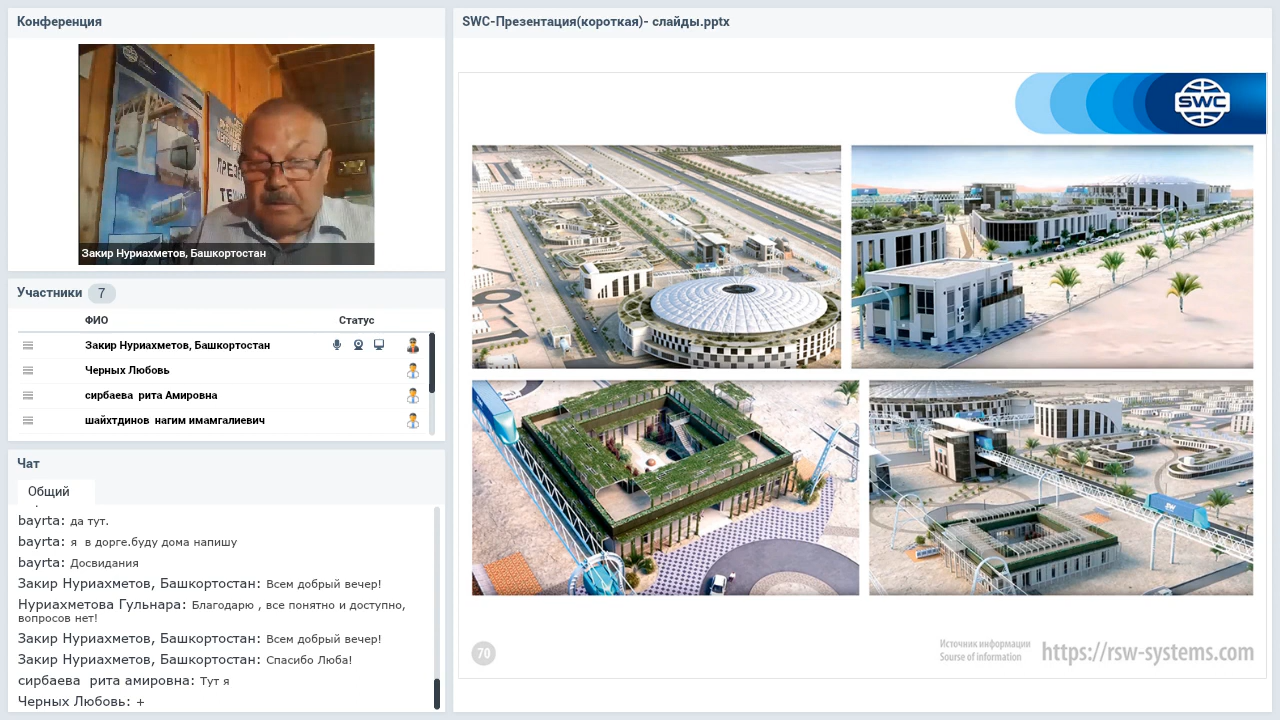 Конференция
SWC
ПРЕЗЕ
ТЕ
Закир Нуриахметов, Башкортостан
Участники 7
ФИО Статус
Закир Нуриахметов, Башкортостан
Черных Любовь
сирбаева рита Амировна
шайхтдинов нагим имамгалиевич
Чат
Общий
bayrta: да тут.
bayrta: я в дорге.буду дома напишу
bayrta: Досвидания
Закир Нуриахметов, Башкортостан: Всем добрый вечер!
Нуриахметова Гульнара: Благодарю , все понятно и доступно,
вопросов нет!
Закир Нуриахметов, Башкортостан: Всем добрый вечер!
Закир Нуриахметов, Башкортостан: Спасибо Люба!
сирбаева рита амировна: Тут я
Черных Любовь: +
SWC-Презентация(короткая)- слайды.pptx
SWC
70
Источник информации
Sourse of information
https://rsw-systems.com